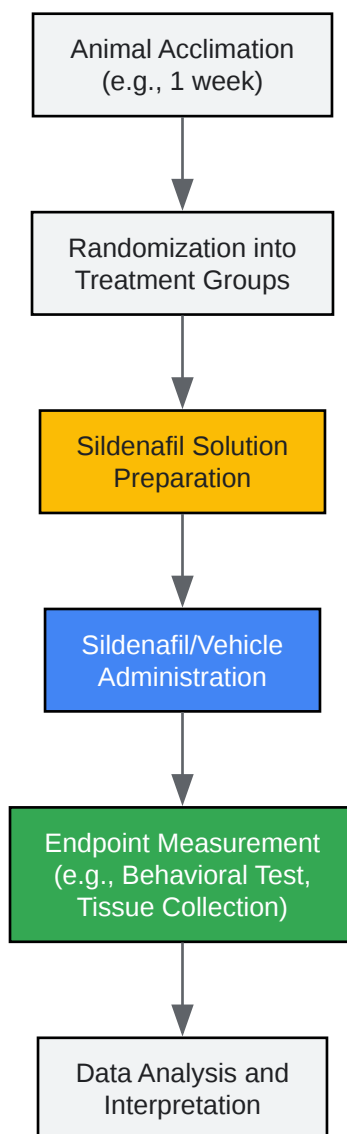 Animal Acclimation
(e.g., 1 week)
Randomization into
Treatment Groups
Sildenafil Solution
Preparation
Sildenafil/Vehicle
Administration
Endpoint Measurement
(e.g., Behavioral Test,
Tissue Collection)
Data Analysis and
Interpretation